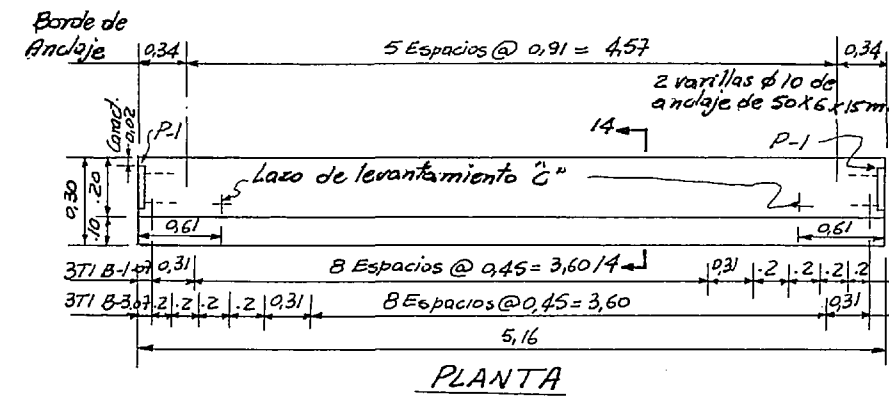 Borde de
Anclaje
0,34
5 Espacios @ 0,91 = 4,57
0,34
2 varillas ϕ 10 de
anclaje de 50X6x15m.
Caract.
0.02
P-1
14
P-1
Lazo de levantamiento "C"
0,30
.20
.10
0,61
0,61
3T1 B-1
.07
0,31
8 Espacios @ 0,45 = 3,60
14
0,31
.2
.2
.2
.2
3T1 B-3
.07
.2
.2
.2
.2
0,31
8 Espacios @ 0,45 = 3,60
0,31
5,16
PLANTA